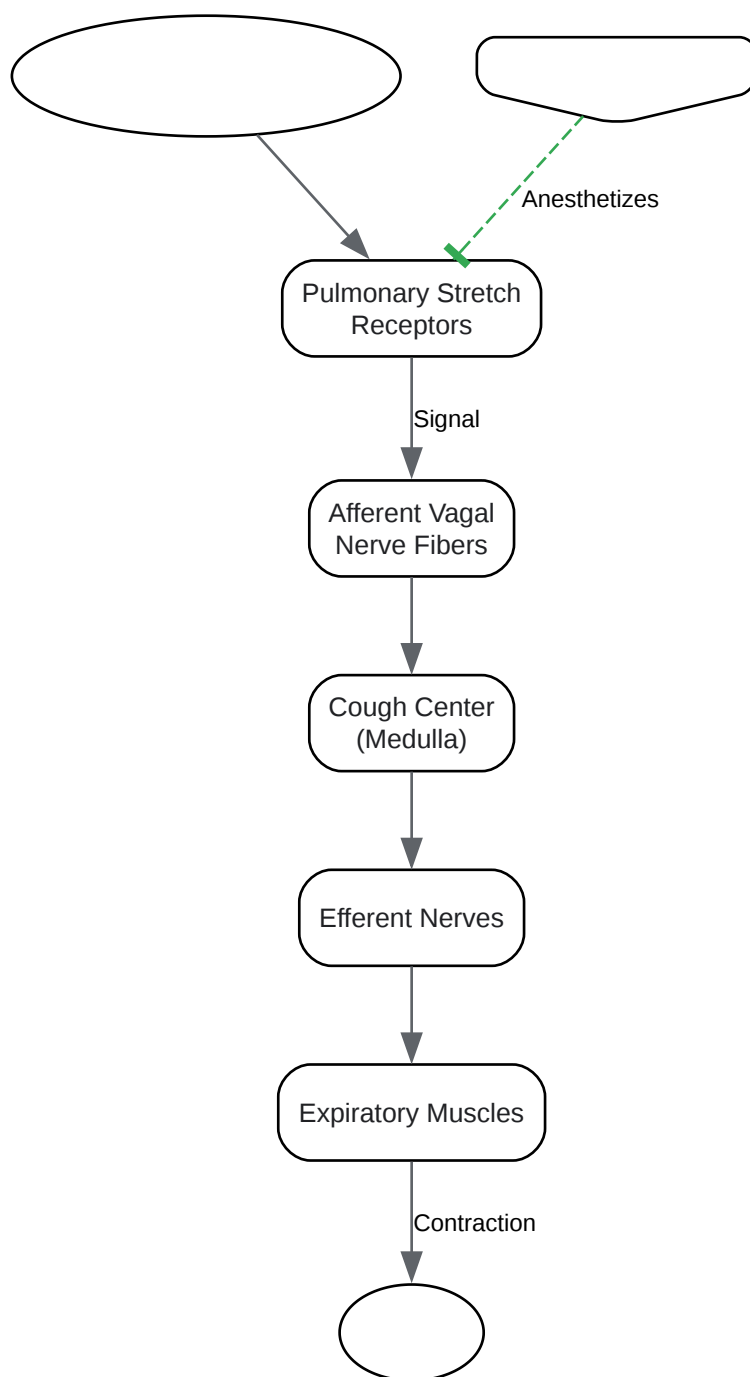 Anesthetizes
Pulmonary Stretch
Receptors
Signal
Afferent Vagal
Nerve Fibers
Cough Center
(Medulla)
Efferent Nerves
Expiratory Muscles
Contraction